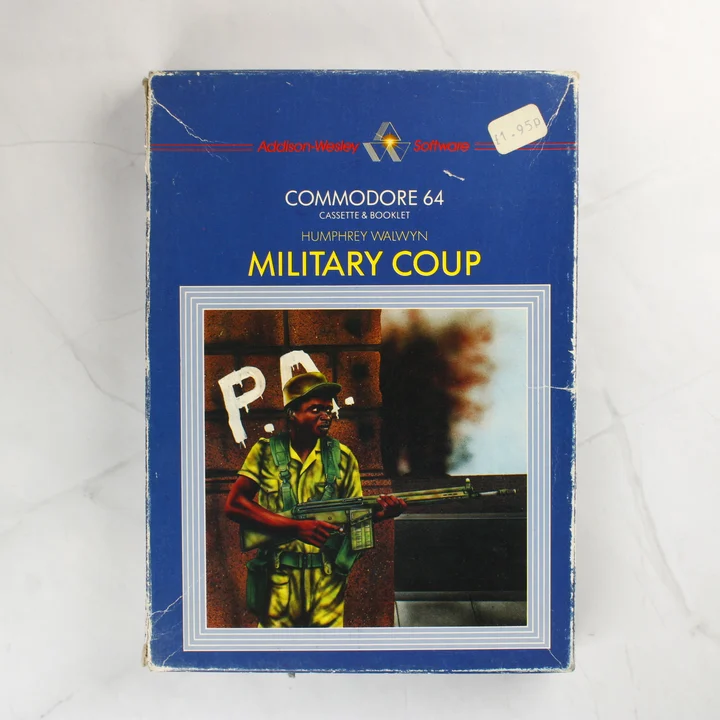 Addison-Wesley Software
£1.95p
COMMODORE 64
CASSETTE & BOOKLET
HUMPHREY WALWYN
MILITARY COUP
P.A.